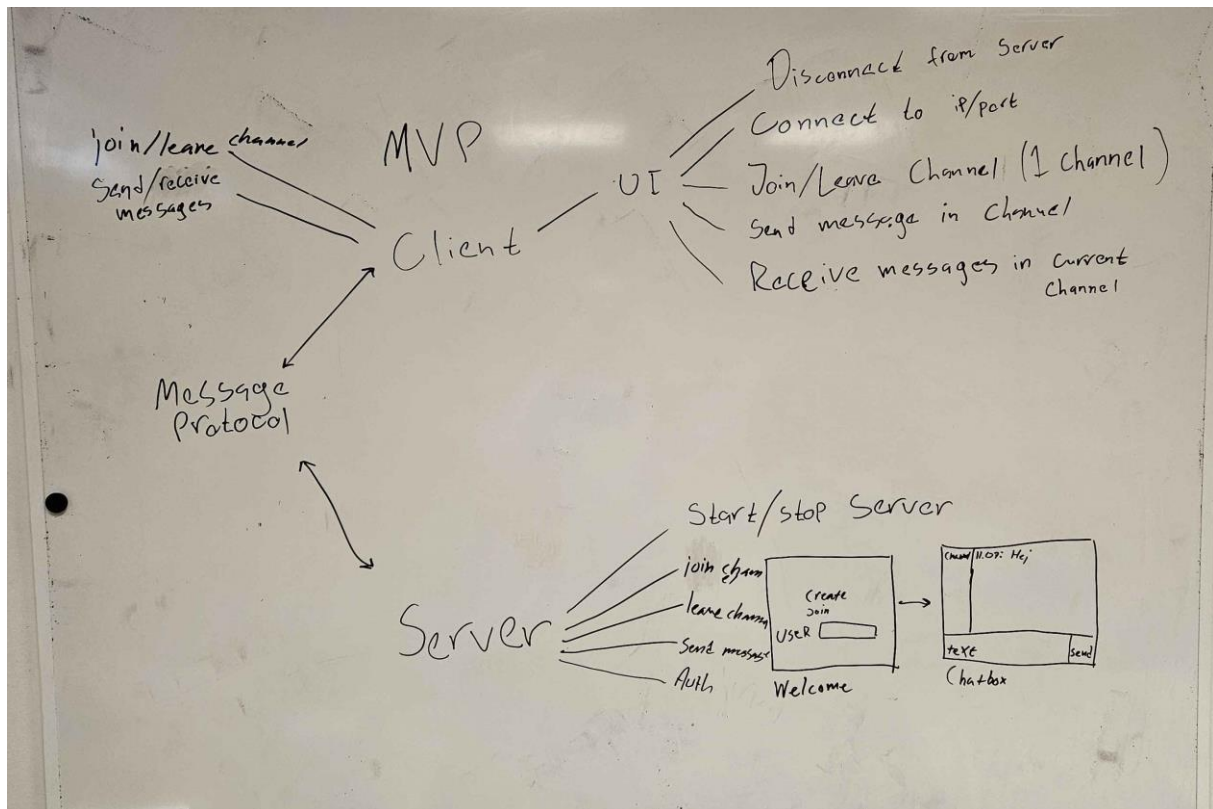 MVP
join/leave channel
Send/receive
messages
Client
UI
Disconnect from Server
Connect to ip/port
Join/Leave Channel (1 Channel)
Send message in Channel
Receive messages in current
Channel
Message
Protocol
Server
Start/stop Server
join chann
leave channel
Send message
Auth
Create
Join
USER
Welcome
Channel 11.07: Hej
text
send
Chatbox